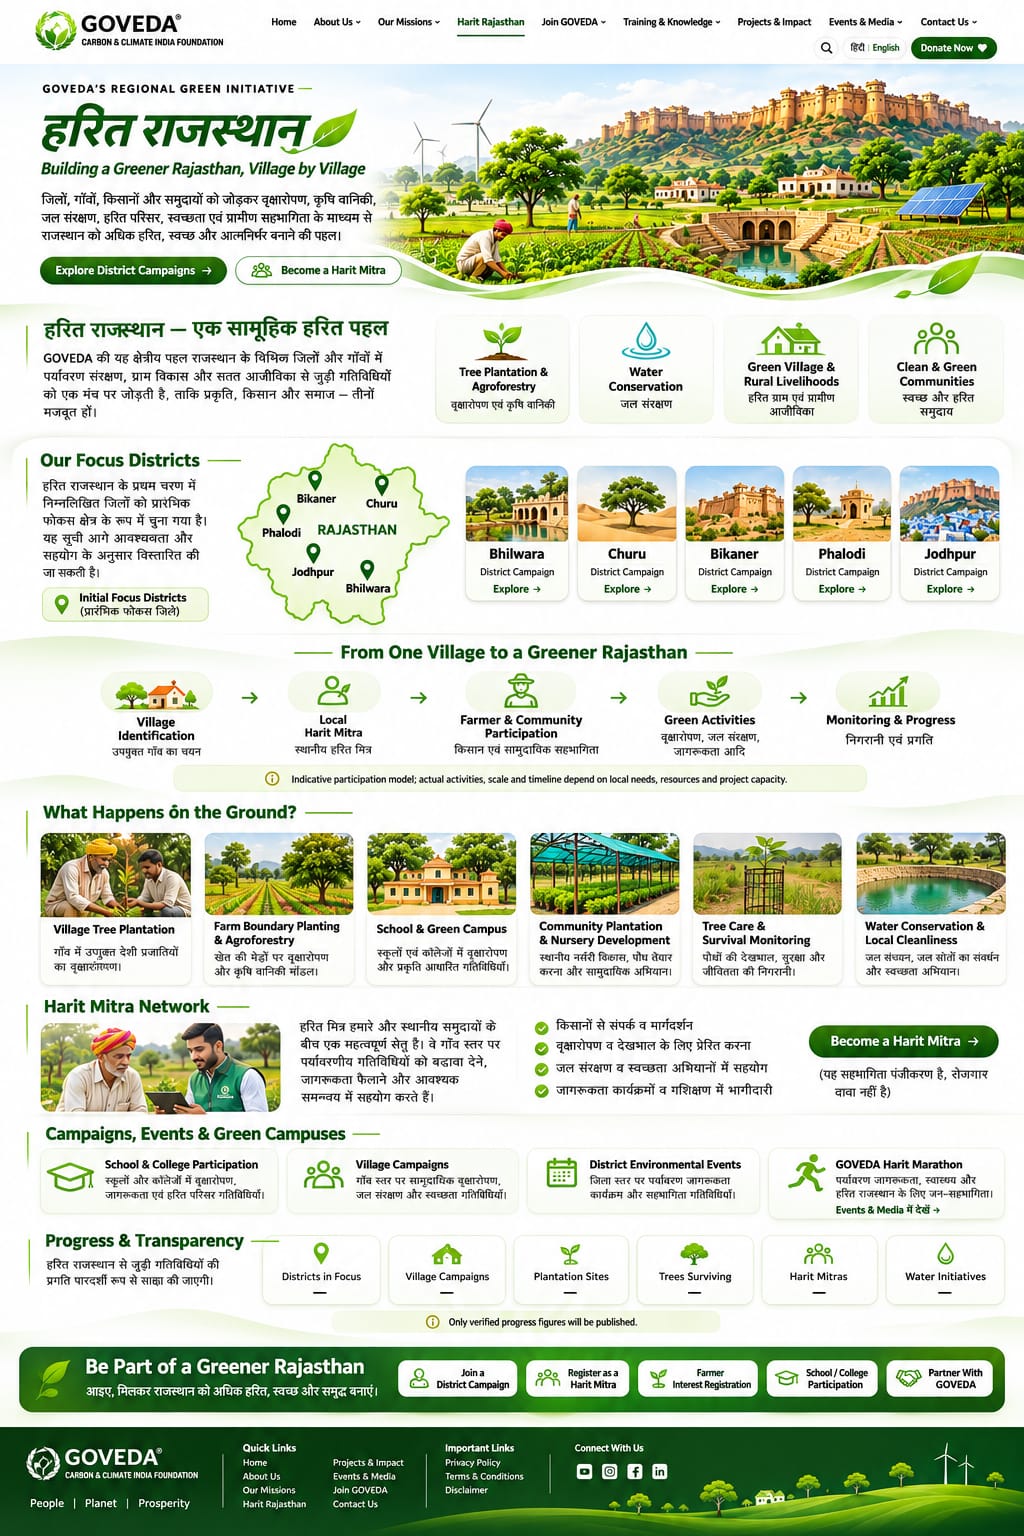 GOVEDA®
CARBON & CLIMATE INDIA FOUNDATION
Home
About Us
Our Missions
Harit Rajasthan
Join GOVEDA
Training & Knowledge
Projects & Impact
Events & Media
Contact Us
हिंदी | English
Donate Now
GOVEDA'S REGIONAL GREEN INITIATIVE
हरित राजस्थान
Building a Greener Rajasthan, Village by Village
जिलों, गाँवों, किसानों और समुदायों को जोड़कर वृक्षारोपण, कृषि वानिकी,
जल संरक्षण, हरित परिसर, स्वच्छता एवं ग्रामीण सहभागिता के माध्यम से
राजस्थान को अधिक हरित, स्वच्छ और आत्मनिर्भर बनाने की पहल।
Explore District Campaigns →
Become a Harit Mitra
हरित राजस्थान – एक सामूहिक हरित पहल
GOVEDA की यह क्षेत्रीय पहल राजस्थान के विभिन्न जिलों और गाँवों में
पर्यावरण संरक्षण, ग्राम विकास और सतत आजीविका से जुड़ी गतिविधियों
को एक मंच पर जोड़ती है, ताकि प्रकृति, किसान और समाज – तीनों
मजबूत हों।
Tree Plantation &
Agroforestry
वृक्षारोपण एवं कृषि वानिकी
Water
Conservation
जल संरक्षण
Green Village &
Rural Livelihoods
हरित ग्राम एवं ग्रामीण
आजीविका
Clean & Green
Communities
स्वच्छ और हरित
समुदाय
Our Focus Districts
हरित राजस्थान के प्रथम चरण में
निम्नलिखित जिलों को प्रारंभिक
फोकस क्षेत्र के रूप में चुना गया है।
यह सूची आगे आवश्यकता और
सहयोग के अनुसार विस्तारित की
जा सकती है।
Initial Focus Districts
(प्रारंभिक फोकस जिले)
Bikaner
Churu
Phalodi
RAJASTHAN
Jodhpur
Bhilwara
Bhilwara
District Campaign
Explore →
Churu
District Campaign
Explore →
Bikaner
District Campaign
Explore →
Phalodi
District Campaign
Explore →
Jodhpur
District Campaign
Explore →
From One Village to a Greener Rajasthan
Village
Identification
उपयुक्त गाँव का चयन
Local
Harit Mitra
स्थानीय हरित मित्र
Farmer & Community
Participation
किसान एवं सामुदायिक सहभागिता
Green Activities
वृक्षारोपण, जल संरक्षण,
जागरूकता आदि
Monitoring & Progress
निगरानी एवं प्रगति
Indicative participation model; actual activities, scale and timeline depend on local needs, resources and project capacity.
What Happens on the Ground?
Village Tree Plantation
गाँव में उपयुक्त देशी प्रजातियों
का
Farm Boundary Planting
& Agroforestry
खेत की मेड़ों पर वृक्षारोपण
और कृषि वानिकी मॉडल।
School & Green Campus
स्कूलों एवं कॉलेजों में वृक्षारोपण
और प्रकृति आधारित गतिविधियाँ।
Community Plantation
& Nursery Development
स्थानीय नर्सरी विकास, पौध तैयार
करना और सामुदायिक अभियान।
Tree Care &
Survival Monitoring
पौधों की देखभाल, सुरक्षा और
जीवितता की निगरानी।
Water Conservation &
Local Cleanliness
जल संचयन, जल स्रोतों का संवर्धन
और स्वच्छता अभियान।
Harit Mitra Network
हरित मित्र हमारे और स्थानीय समुदायों के
बीच एक महत्वपूर्ण सेतु है। वे गाँव स्तर पर
पर्यावरणीय गतिविधियों को बढ़ावा देने,
जागरूकता फैलाने और आवश्यक
समन्वय में सहयोग करते हैं।
किसानों से संपर्क व मार्गदर्शन
वृक्षारोपण व देखभाल के लिए प्रेरित करना
जल संरक्षण व स्वच्छता अभियानों में सहयोग
जागरूकता कार्यक्रमों व गशिक्षण में भागीदारी
Become a Harit Mitra →
(यह सहभागिता पंजीकरण है, रोजगार
वावा नहीं है)
Campaigns, Events & Green Campuses
School & College Participation
स्कूलों और कॉलेजों में वृक्षारोपण,
जागरूकता एवं हरित परिसर गतिविधियाँ।
Village Campaigns
गाँव स्तर पर सामुदायिक वृक्षारोपण,
जल संरक्षण और स्वच्छता गतिविधियाँ।
District Environmental Events
जिला स्तर पर पर्यावरण जागरूकता
कार्यक्रम और सहभागिता गतिविधियाँ।
GOVEDA Harit Marathon
पर्यावरण जागरूकता, स्वास्थ्य और
हरित राजस्थान के लिए जन-सहभागिता।
Events & Media में देखें →
Progress & Transparency
हरित राजस्थान से जुड़ी गतिविधियों की
प्रगति पारदर्शी रूप से साझा की जाएगी।
Districts in Focus
—
Village Campaigns
—
Plantation Sites
—
Trees Surviving
—
Harit Mitras
—
Water Initiatives
—
Only verified progress figures will be published.
Be Part of a Greener Rajasthan
आइए, मिलकर राजस्थान को अधिक हरित, स्वच्छ और समृद्ध बनाएं।
Join a
District Campaign
Register as a
Harit Mitra
Farmer
Interest Registration
School / College
Participation
Partner With
GOVEDA
GOVEDA®
CARBON & CLIMATE INDIA FOUNDATION
People | Planet | Prosperity
Quick Links
Home
About Us
Our Missions
Harit Rajasthan
Projects & Impact
Events & Media
Join GOVEDA
Contact Us
Important Links
Privacy Policy
Terms & Conditions
Disclaimer
Connect With Us